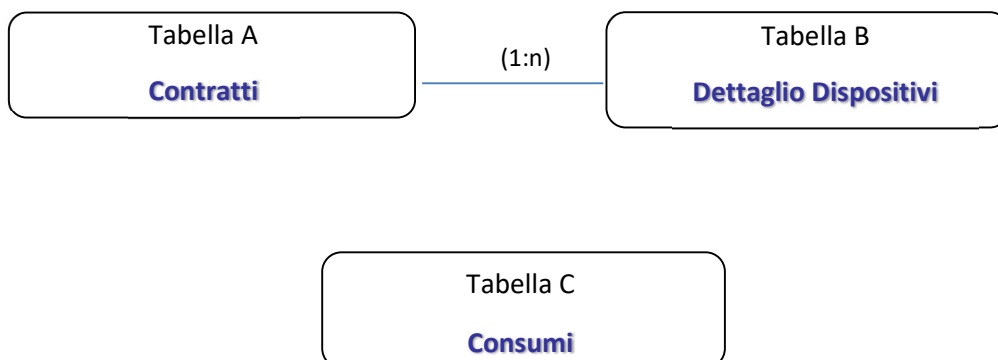 Tabella A
Contratti
(1:n)
Tabella B
Dettaglio Dispositivi
Tabella C
Consumi